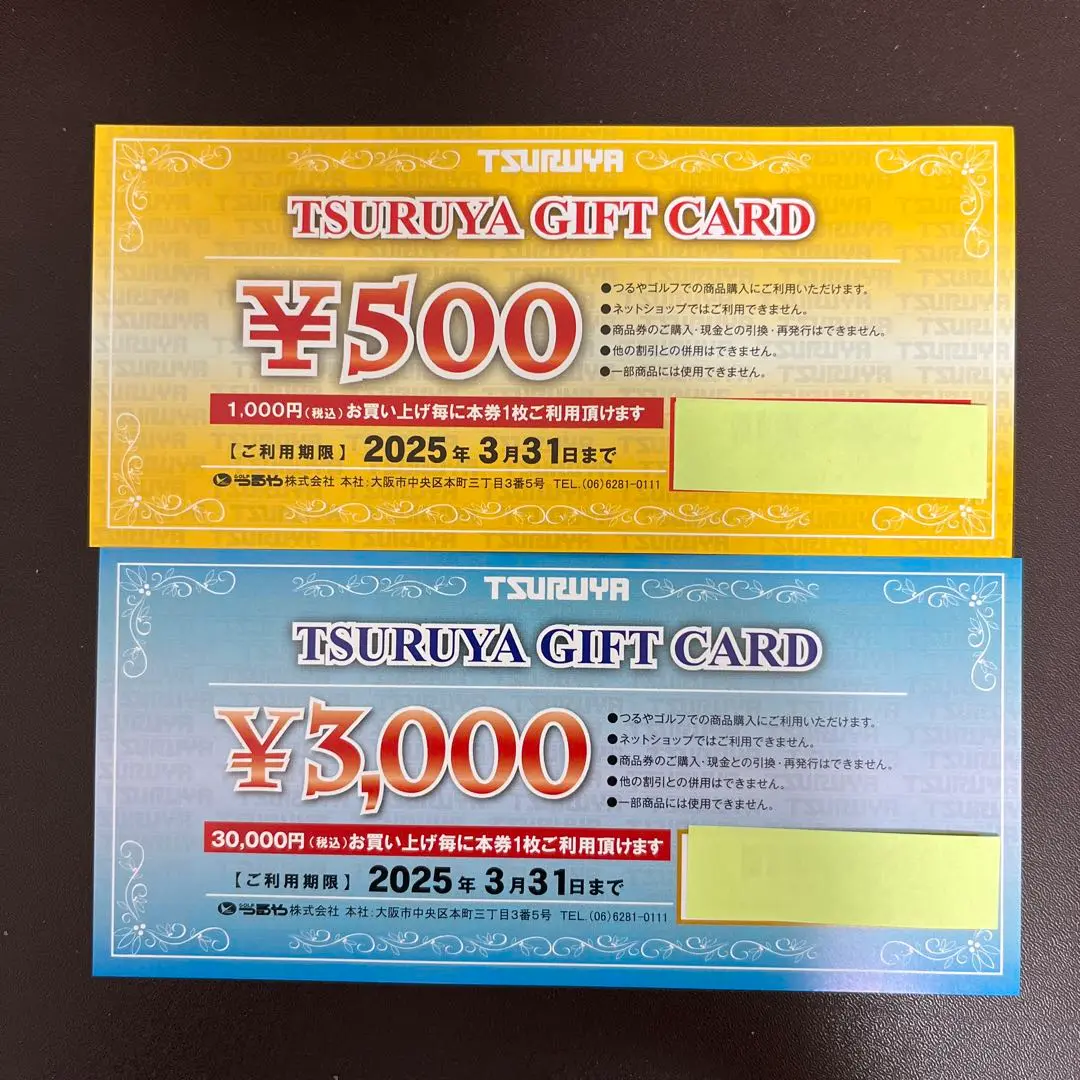 TSURUYA
TSURUYA GIFT CARD
¥500
●つるやゴルフでの商品購入にご利用いただけます。
●ネットショップではご利用できません。
●商品券のご購入・現金との引換・再発行はできません。
●他の割引との併用はできません。
●一部商品には使用できません。
1,000円(税込)お買い上げ毎に本券1枚ご利用頂けます
【ご利用期限】 2025年3月31日まで
GOLF つるや株式会社 本社:大阪市中央区本町三丁目3番5号 TEL.(06)6281-0111
TSURUYA
TSURUYA GIFT CARD
¥3,000
●つるやゴルフでの商品購入にご利用いただけます。
●ネットショップではご利用できません。
●商品券のご購入・現金との引換・再発行はできません。
●他の割引との併用はできません。
●一部商品には使用できません。
30,000円(税込)お買い上げ毎に本券1枚ご利用頂けます
【ご利用期限】 2025年3月31日まで
GOLF つるや株式会社 本社:大阪市中央区本町三丁目3番5号 TEL.(06)6281-0111